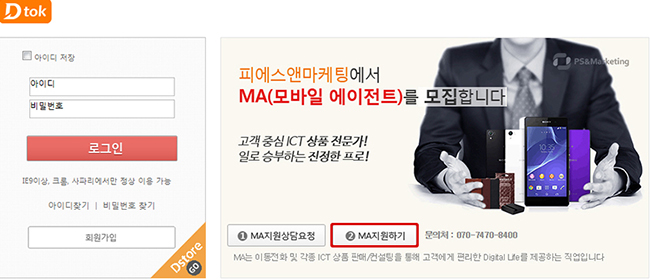 D tok
아이디 저장
아이디
비밀번호
로그인
IE9이상, 크롬, 사파리에서만 정상 이용 가능
아이디찾기 | 비밀번호 찾기
회원가입
Dstore
GO
PS&Marketing
피에스앤마케팅에서
MA(모바일 에이전트)를 모집합니다
고객 중심 ICT 상품 전문가!
일로 승부하는 진정한 프로!
SONY
1 MA지원상담요청
2 MA지원하기
문의처 : 070-7470-8400
MA는 이동전화 및 각종 ICT 상품 판매/컨설팅을 통해 고객에게 편리한 Digital Life를 제공하는 직업입니다